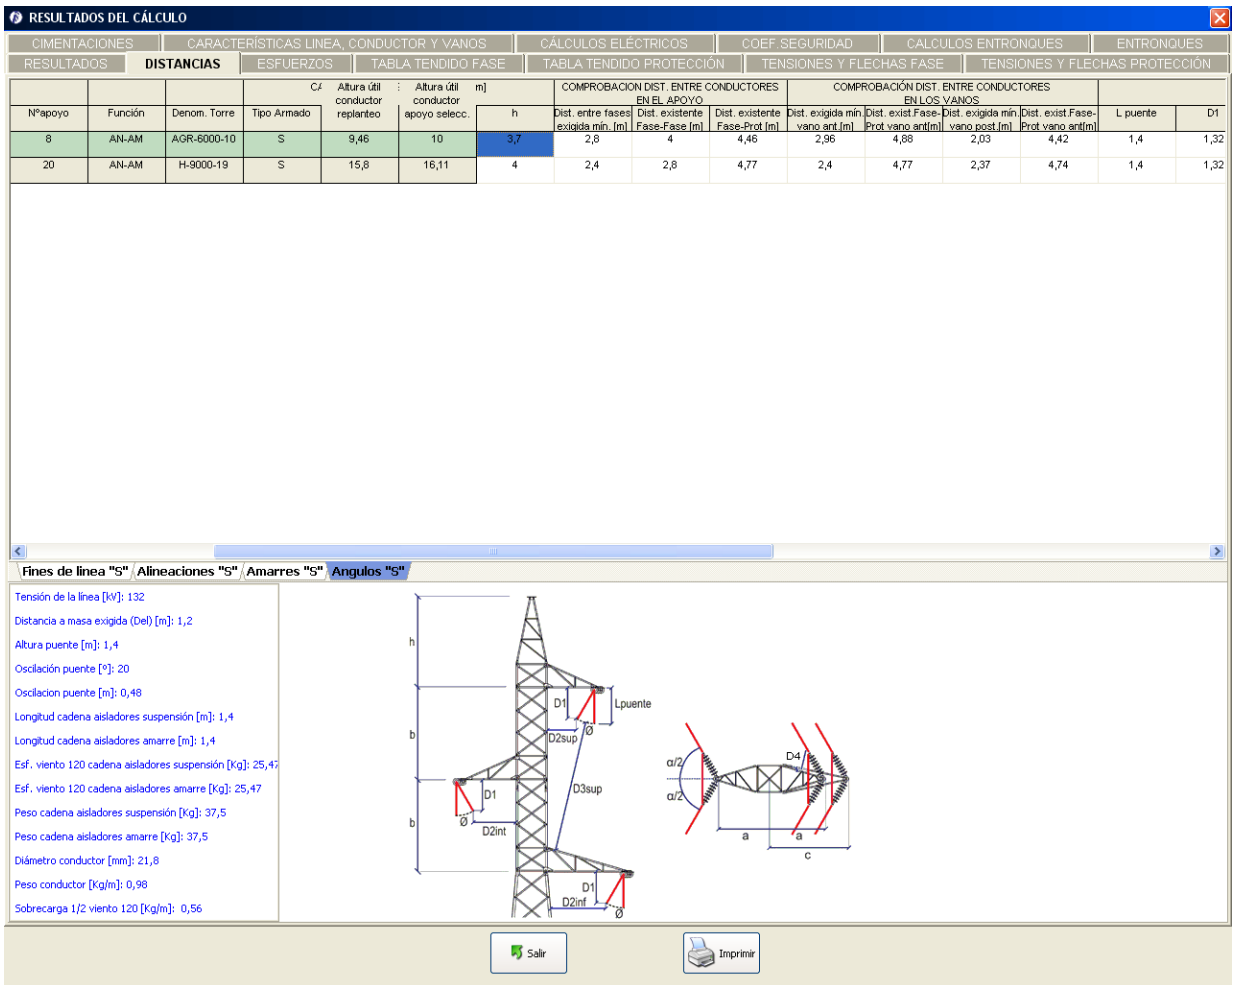 RESULTADOS DEL CÁLCULO
CIMENTACIONES CARACTERÍSTICAS LINEA, CONDUCTOR Y VANOS CÁLCULOS ELÉCTRICOS COEF.SEGURIDAD CALCULOS ENTRONQUES ENTRONQUES
RESULTADOS DISTANCIAS ESFUERZOS TABLA TENDIDO FASE TABLA TENDIDO PROTECCIÓN TENSIONES Y FLECHAS FASE TENSIONES Y FLECHAS PROTECCIÓN
Altura útil Altura útil m] COMPROBACION DIST. ENTRE CONDUCTORES COMPROBACIÓN DIST. ENTRE CONDUCTORES
conductor conductor EN EL APOYO EN LOS VANOS
Nºapoyo Función Denom. Torre Tipo Armado replanteo apoyo selecc. h Dist. entre fases Dist. existente Dist. existente Dist. exigida mín. Dist. exist.Fase- Dist. exigida mín Dist. exist.Fase- L puente D1
exigida mín. [m] Fase-Fase [m] Fase-Prot [m] vano ant.[m] Prot vano ant[m] vano post.[m] Prot vano ant[m]
8 AN-AM AGR-6000-10 S 9,46 10 3,7 2,8 4 4,46 2,96 4,88 2,03 4,42 1,4 1,32
20 AN-AM H-9000-19 S 15,8 16,11 4 2,4 2,8 4,77 2,4 4,77 2,37 4,74 1,4 1,32
Fines de linea "S" Alineaciones "S" Amarres "S" Angulos "S"
Tensión de la línea [kV]: 132
Distancia a masa exigida (Del) [m]: 1,2
Altura puente [m]: 1,4
Oscilación puente [º]: 20
Oscilacion puente [m]: 0,48
Longitud cadena aisladores suspensión [m]: 1,4
Longitud cadena aisladores amarre [m]: 1,4
Esf. viento 120 cadena aisladores suspensión [Kg]: 25,47
Esf. viento 120 cadena aisladores amarre [Kg]: 25,47
Peso cadena aisladores suspensión [Kg]: 37,5
Peso cadena aisladores amarre [Kg]: 37,5
Diámetro conductor [mm]: 21,8
Peso conductor [Kg/m]: 0,98
Sobrecarga 1/2 viento 120 [Kg/m]: 0,56
h
D1 Lpuente
b D2sup Ø
D3sup
D1
Ø D2int
b
D1
D2inf Ø
α/2 D4
α/2
a a
c
Salir Imprimir